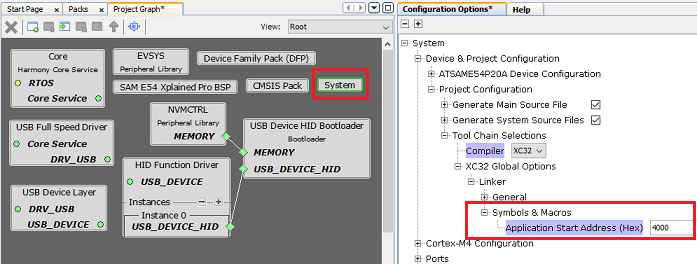 Start Page
Packs
Project Graph*
View:
Root
Core
Harmony Core Service
RTOS
Core Service
EVSYS
Peripheral Library
Device Family Pack (DFP)
SAM E54 Xplained Pro BSP
CMSIS Pack
System
USB Full Speed Driver
Core Service
DRV_USB
NVMCTRL
Peripheral Library
MEMORY
USB Device HID Bootloader
Bootloader
MEMORY
USB_DEVICE_HID
HID Function Driver
USB_DEVICE
Instances
Instance 0
USB_DEVICE_HID
USB Device Layer
DRV_USB
USB_DEVICE
Configuration Options*
Help
System
Device & Project Configuration
ATSAME54P20A Device Configuration
Project Configuration
Generate Main Source File
Generate System Source Files
Tool Chain Selections
Compiler XC32
XC32 Global Options
Linker
General
Symbols & Macros
Application Start Address (Hex) 4000
Cortex-M4 Configuration
Ports